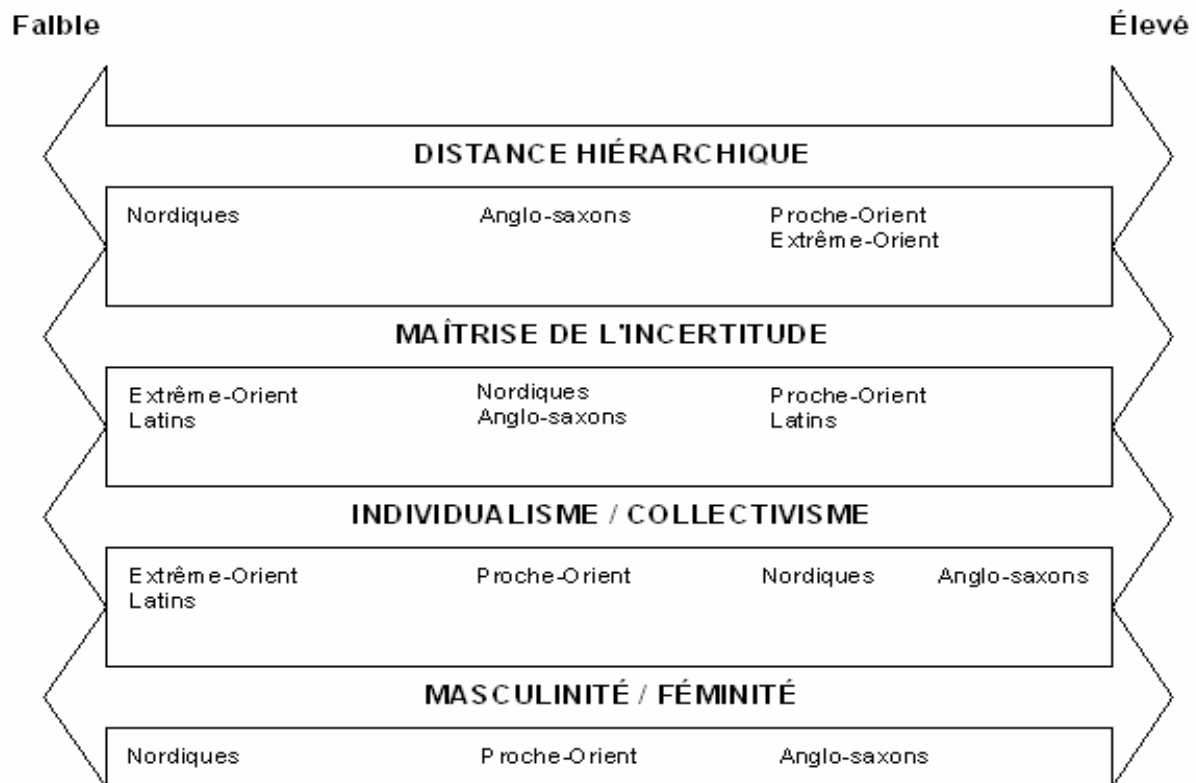 Faible Élevé
DISTANCE HIÉRARCHIQUE
Nordiques Anglo-saxons Proche-Orient
Extrême-Orient
MAÎTRISE DE L'INCERTITUDE
Extrême-Orient Nordiques Proche-Orient
Latins Anglo-saxons Latins
INDIVIDUALISME / COLLECTIVISME
Extrême-Orient Proche-Orient Nordiques Anglo-saxons
Latins
MASCULINITÉ / FÉMINITÉ
Nordiques Proche-Orient Anglo-saxons